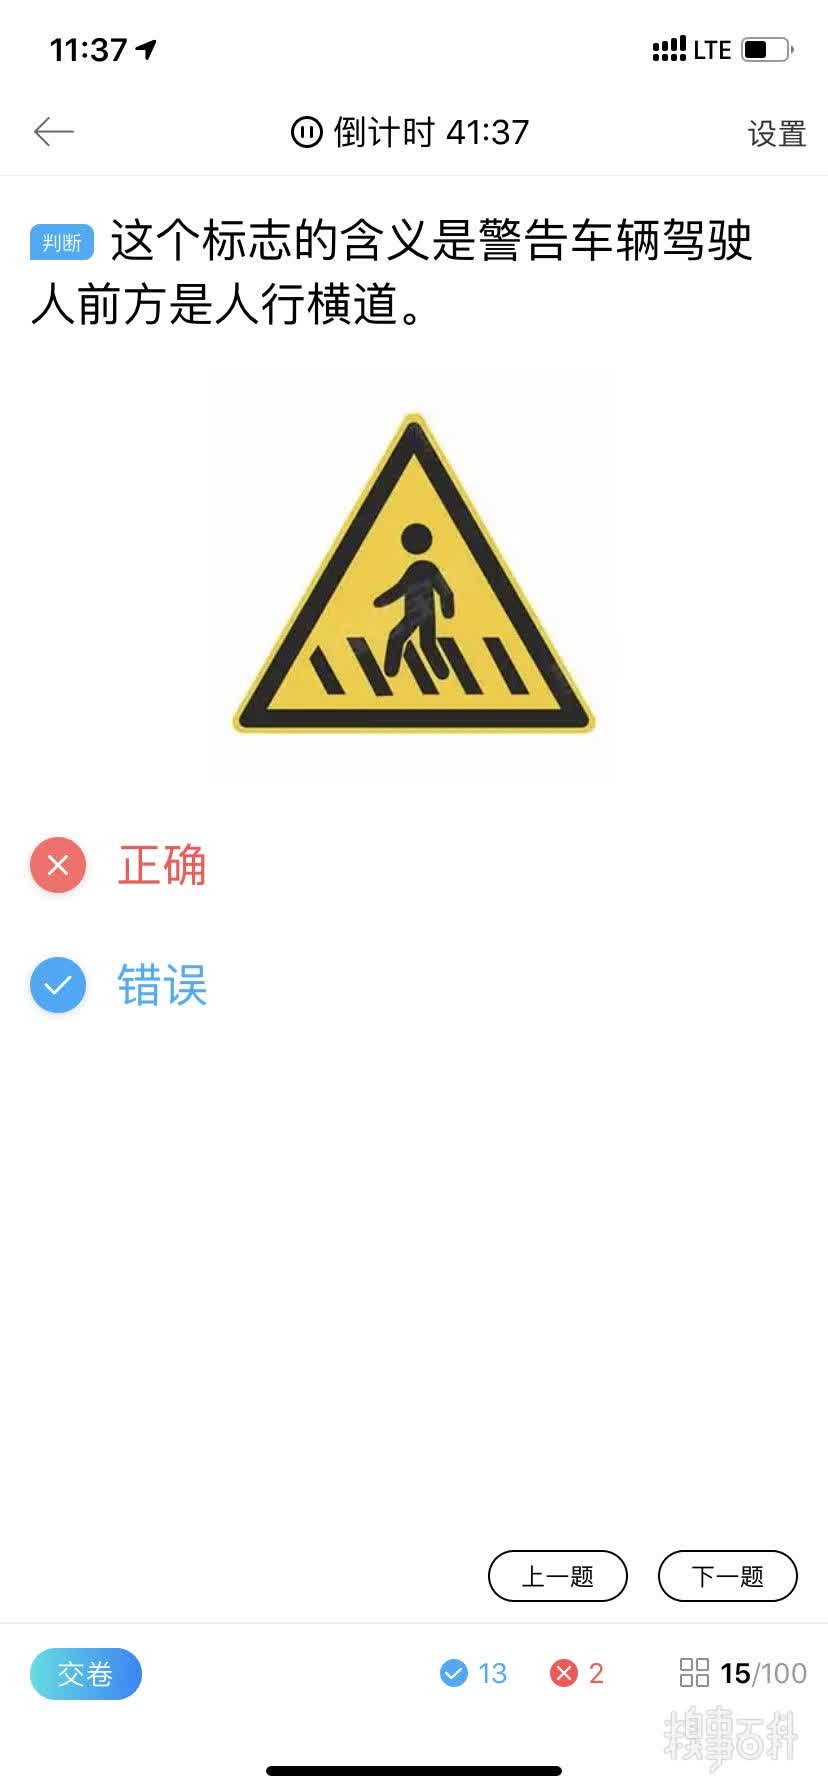 11:37
LTE
倒计时 41:37
设置
判断 这个标志的含义是警告车辆驾驶
人前方是人行横道。
正确
错误
上一题
下一题
交卷
13
2
15/100
糗事百科